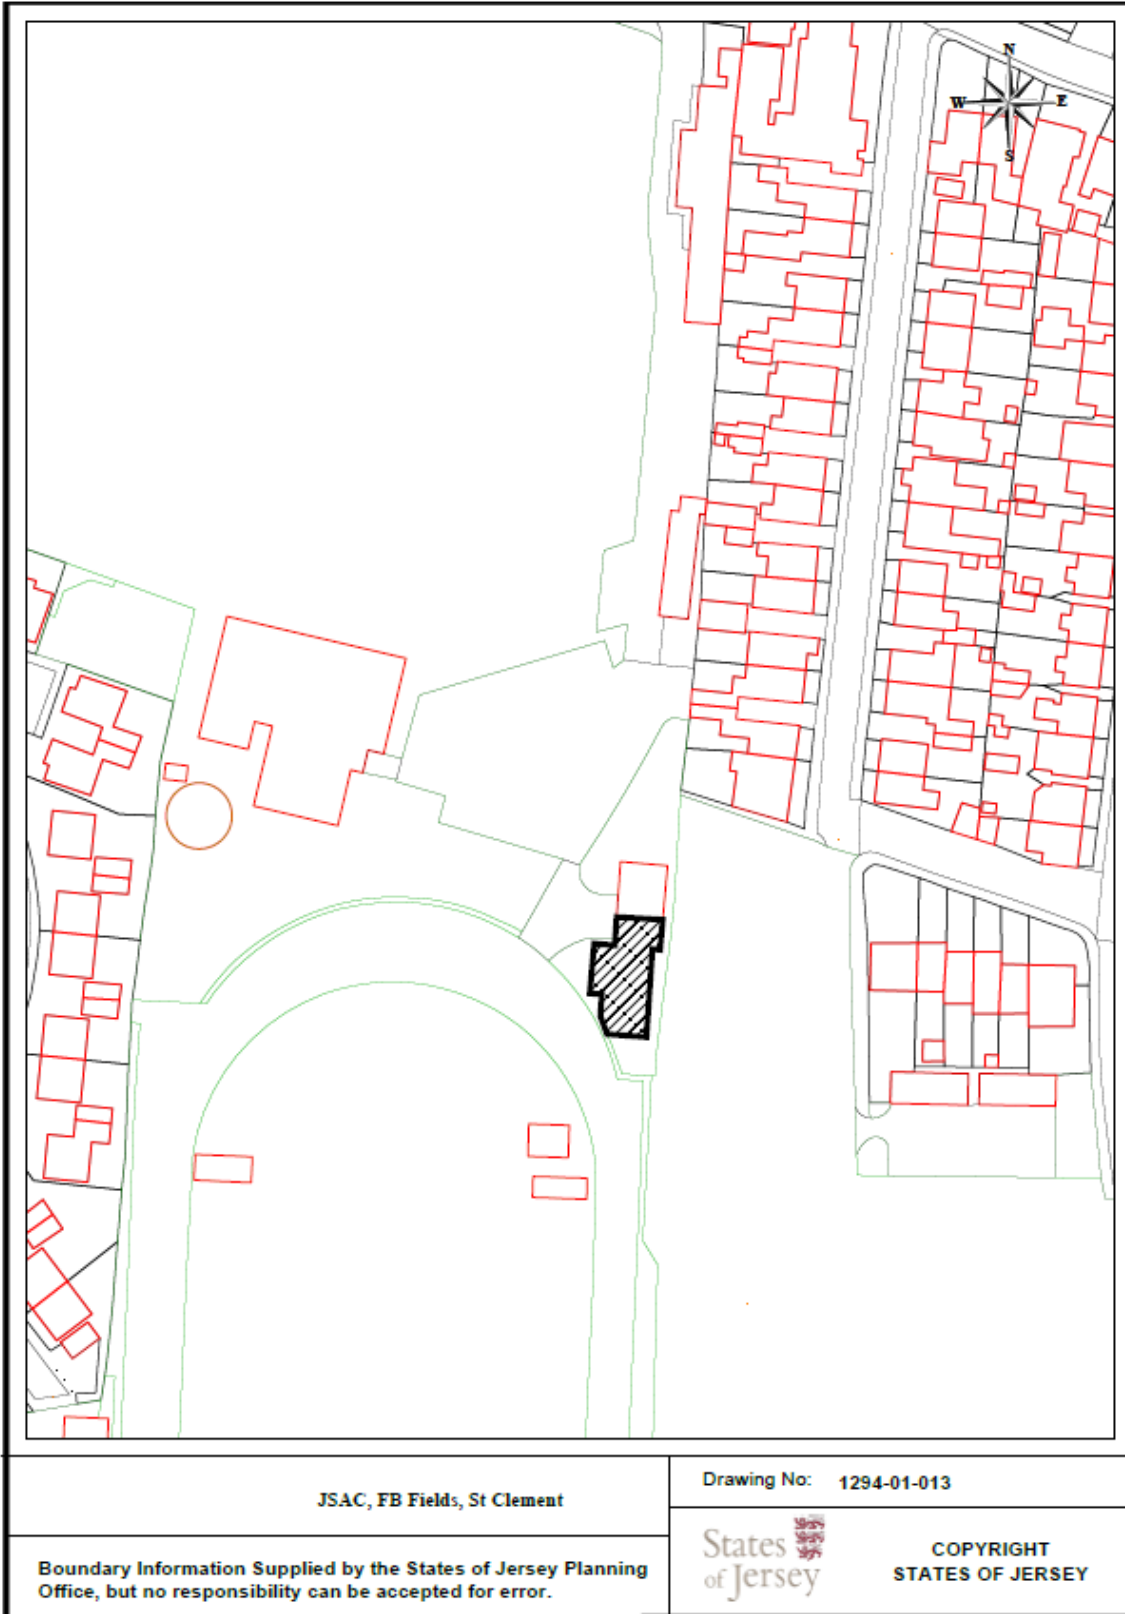 N
W E
S
JSAC, FB Fields, St Clement
Drawing No: 1294-01-013
Boundary Information Supplied by the States of Jersey Planning
Office, but no responsibility can be accepted for error.
States
of Jersey
COPYRIGHT
STATES OF JERSEY